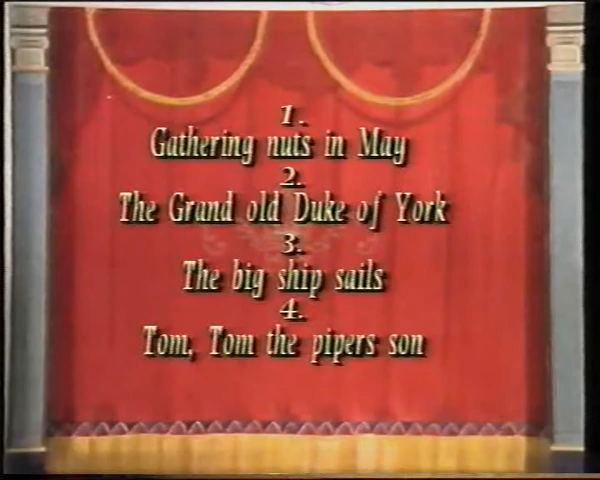 1.
Gathering nuts in May
2.
The Grand old Duke of York
3.
The big ship sails
4.
Tom, Tom the pipers son